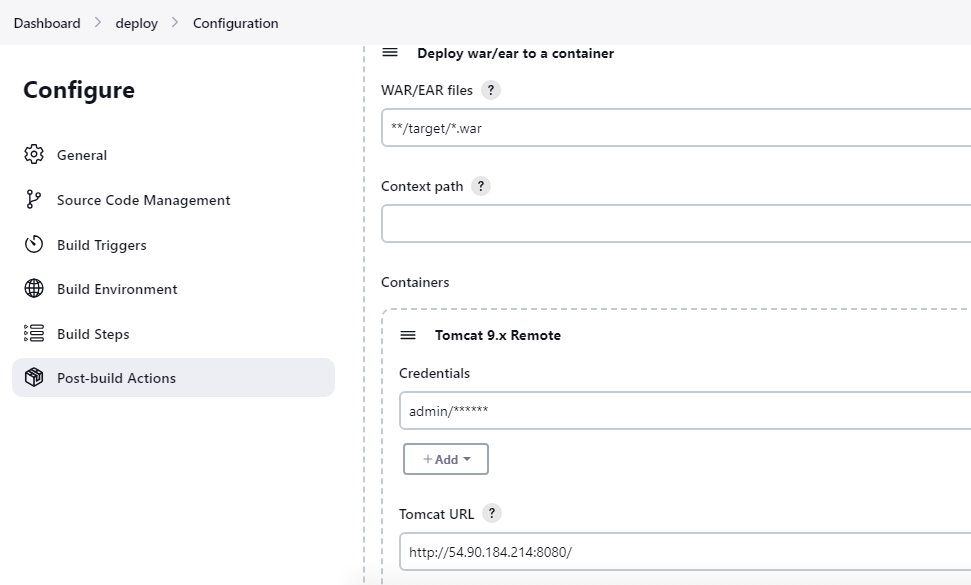 Dashboard > deploy > Configuration
Configure
General
Source Code Management
Build Triggers
Build Environment
Build Steps
Post-build Actions
Deploy war/ear to a container
WAR/EAR files ?
**/target/*.war
Context path ?
Containers
Tomcat 9.x Remote
Credentials
admin/******
+ Add
Tomcat URL ?
http://54.90.184.214:8080/